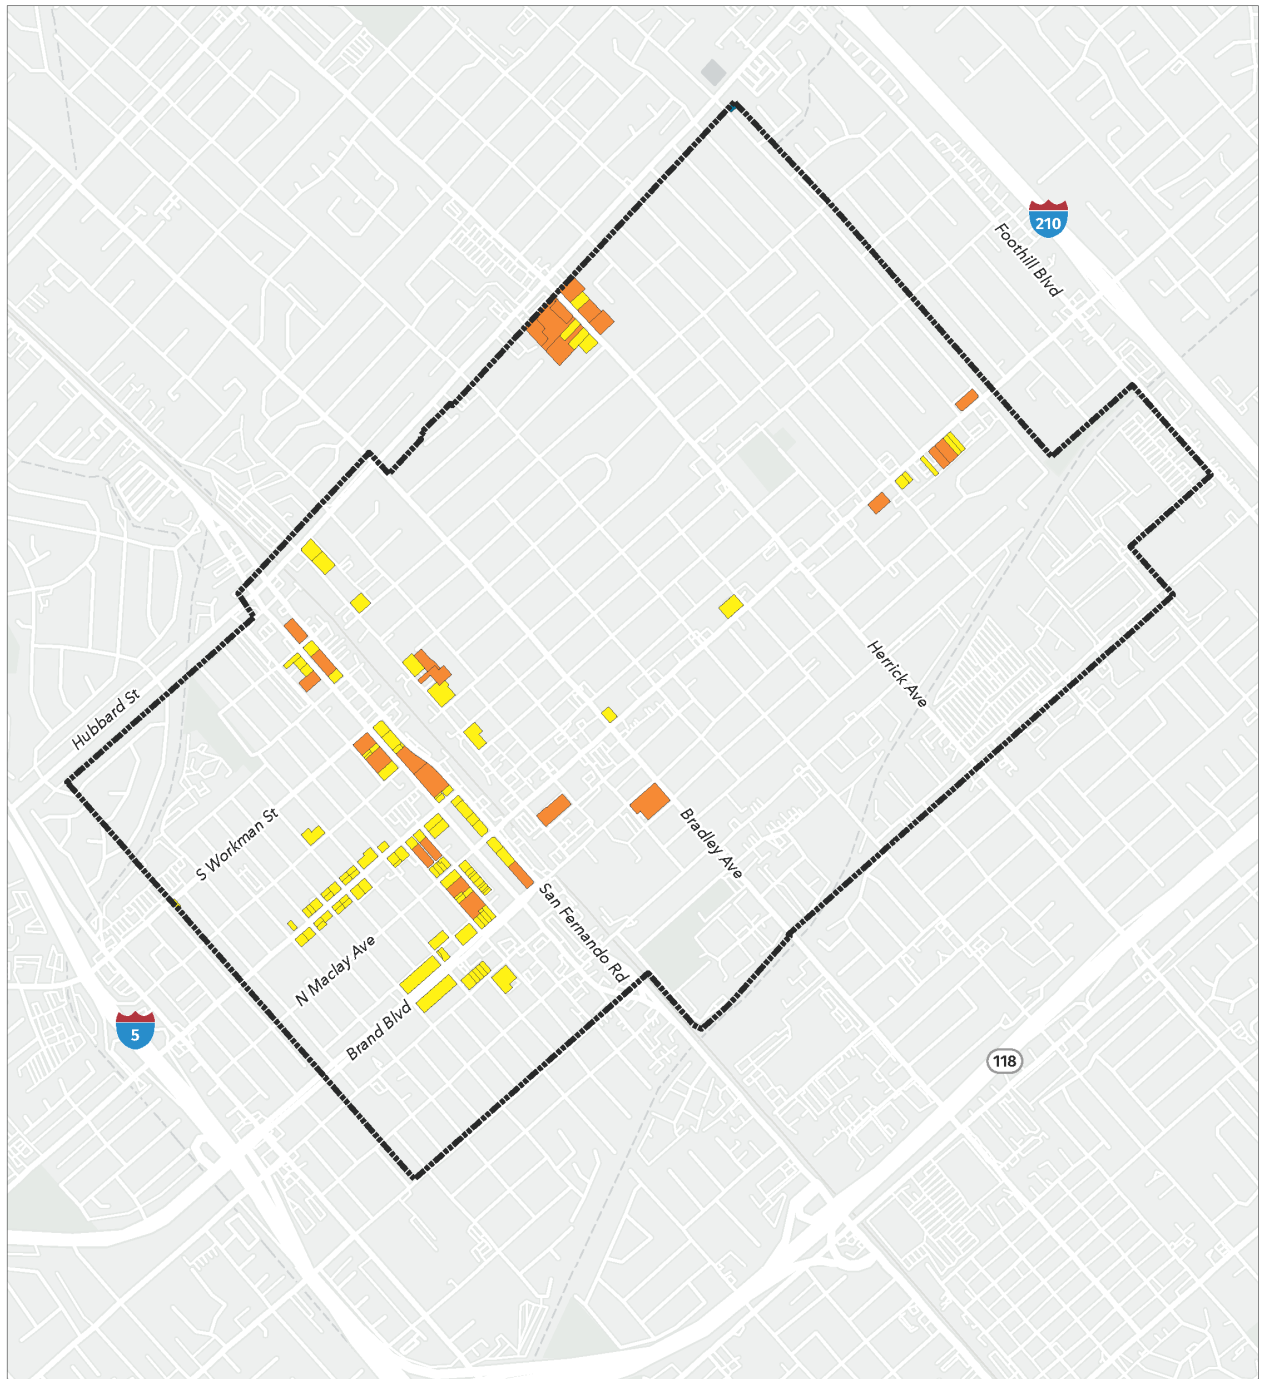 210
Foothill Blvd
Hubbard St
Herrick Ave
S Workman St
Bradley Ave
San Fernando Rd
N Maclay Ave
Brand Blvd
5
118